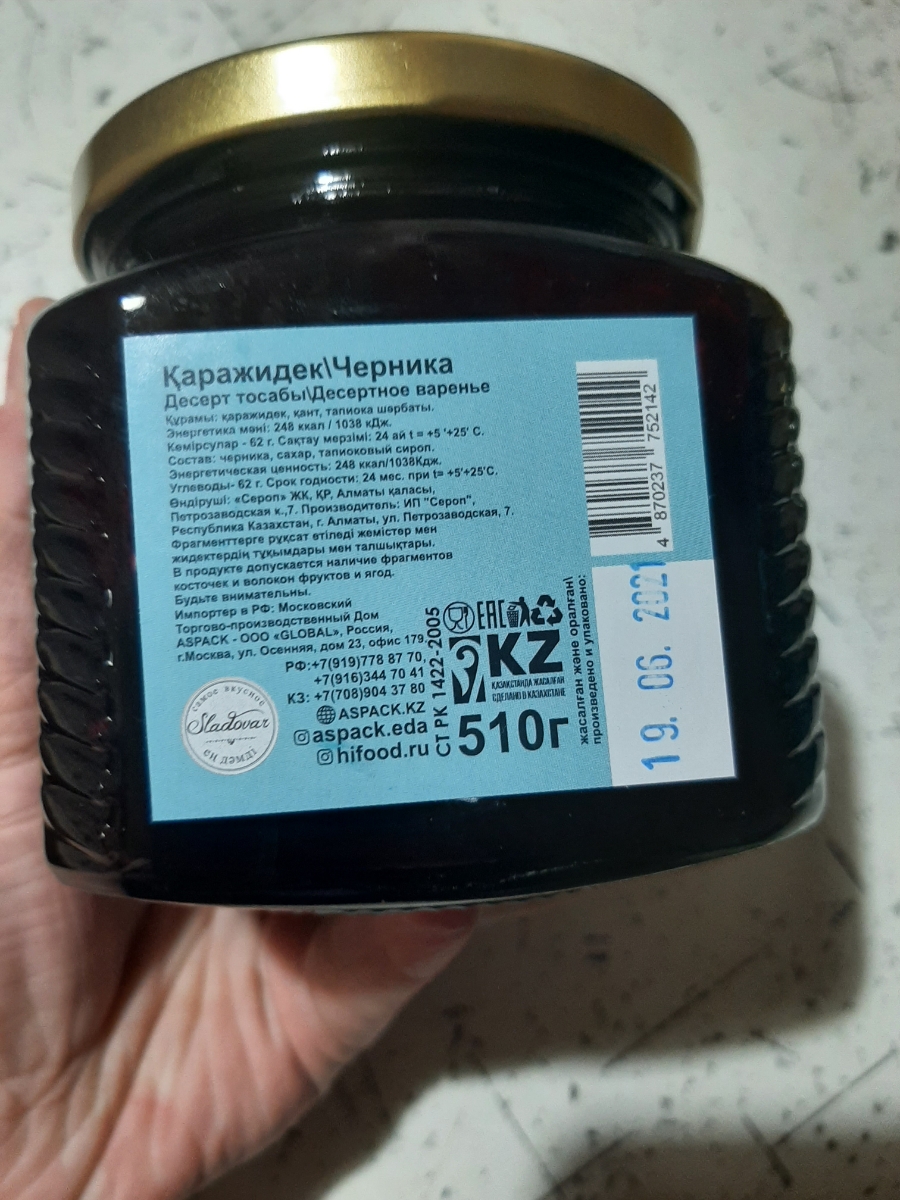 Қаражидек\Черника
Десерт тосабы\Десертное варенье
Құрамы: қаражидек, қант, тапиока шәрбаты.
Энергетика мәні: 248 ккал / 1038 кДж.
Көмірсулар - 62 г. Сақтау мерзімі: 24 ай t = +5 '+25' С.
Состав: черника, сахар, тапиоковый сироп.
Энергетическая ценность: 248 ккал/1038Кдж.
Углеводы- 62 г. Срок годности: 24 мес. при t= +5'+25'С.
Өндіруші: «Сероп» ЖК, ҚР, Алматы қаласы,
Петрозаводская к.,7. Производитель: ИП "Сероп",
Республика Казахстан, г. Алматы, ул. Петрозаводская, 7.
Фрагменттерге рұқсат етіледі жемістер мен
жидектердің тұқымдары мен талшықтары.
В продукте допускается наличие фрагментов
косточек и волокон фруктов и ягод.
Будьте внимательны.
Импортер в РФ: Московский
Торгово-производственный Дом
ASPACK - ООО «GLOBAL», Россия,
г.Москва, ул. Осенняя, дом 23, офис 179,
РФ:+7(919)778 87 70,
+7(916)344 70 41
КЗ: +7(708)904 37 80
ASPACK.KZ
aspack.eda
hifood.ru
самое вкусное
Sladovar
ең дәмді
СТ РК 1422-2005
EAC
KZ
ҚАЗАҚСТАНДА ЖАСАЛҒАН
СДЕЛАНО В КАЗАХСТАНЕ
510г
жасалған және оралған\
произведено и упаковано:
4 870237 752142
19. 06. 2021